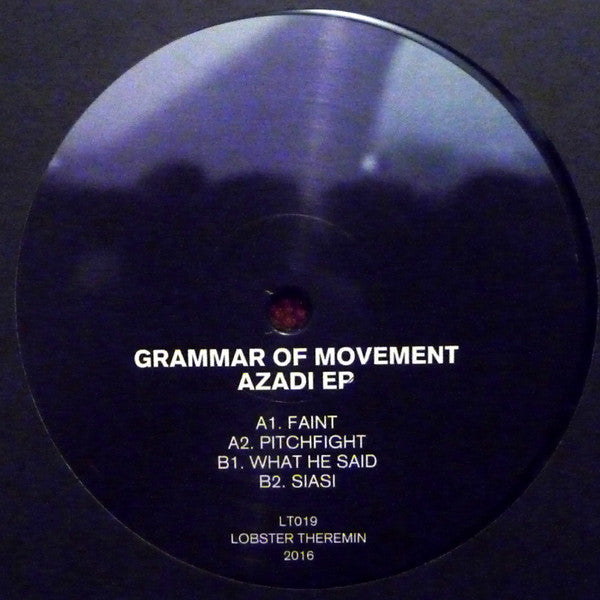 GRAMMAR OF MOVEMENT
AZADI EP
A1. FAINT
A2. PITCHFIGHT
B1. WHAT HE SAID
B2. SIASI
LT019
LOBSTER THEREMIN
2016